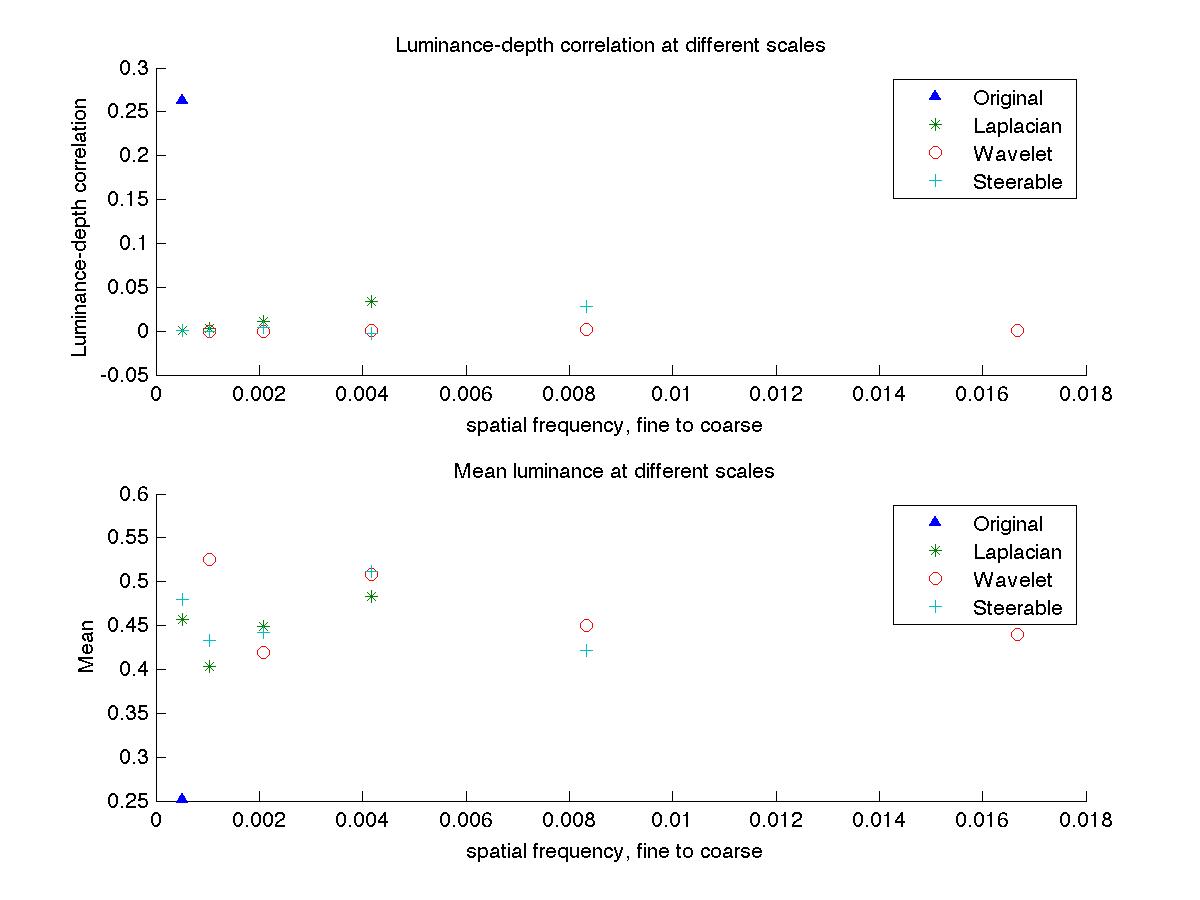 Luminance-depth correlation at different scales
Luminance-depth correlation
0.3
0.25
0.2
0.15
0.1
0.05
0
-0.05
0 0.002 0.004 0.006 0.008 0.01 0.012 0.014 0.016 0.018
spatial frequency, fine to coarse
Original
Laplacian
Wavelet
Steerable
Mean luminance at different scales
Mean
0.6
0.55
0.5
0.45
0.4
0.35
0.3
0.25
0 0.002 0.004 0.006 0.008 0.01 0.012 0.014 0.016 0.018
spatial frequency, fine to coarse
Original
Laplacian
Wavelet
Steerable